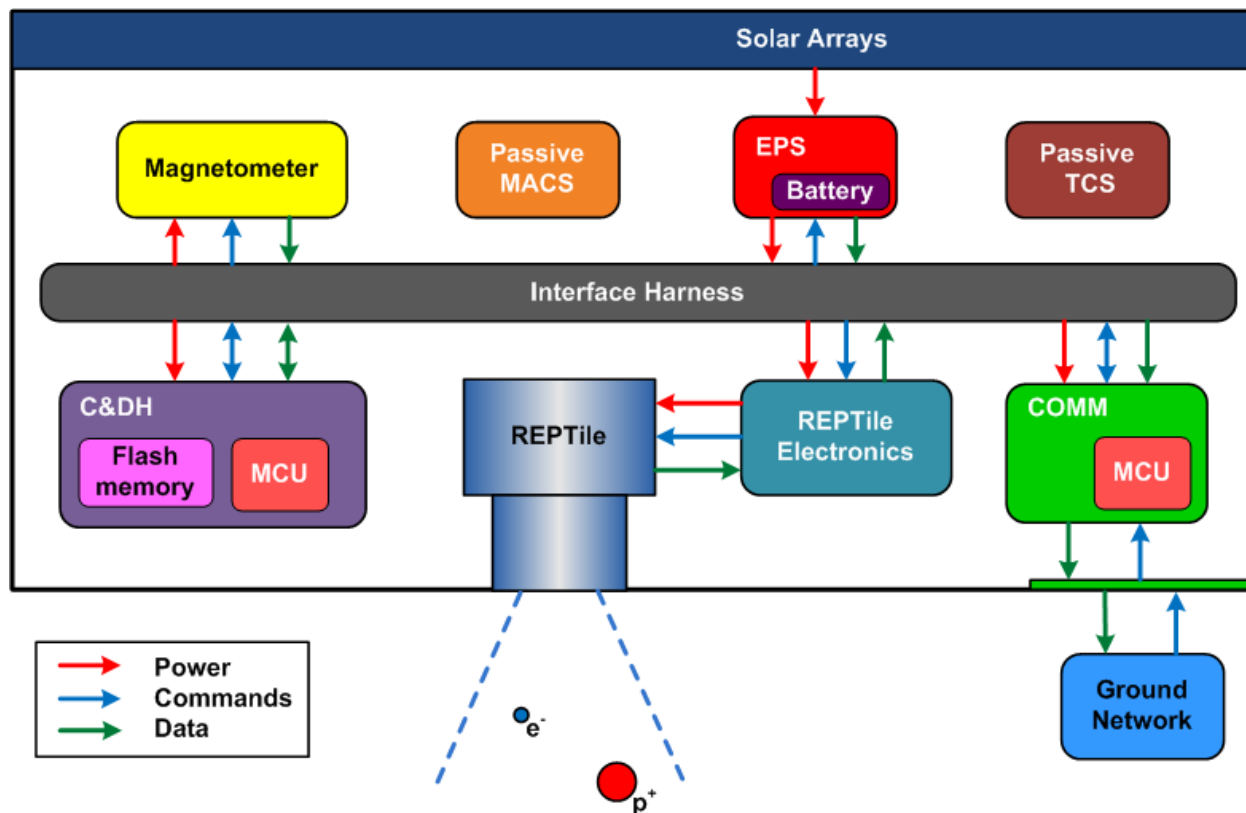 Solar Arrays
Magnetometer
Passive
MACS
EPS
Battery
Passive
TCS
Interface Harness
C&DH
Flash
memory
MCU
REPTile
REPTile
Electronics
COMM
MCU
Power
Commands
Data
e-
p+
Ground
Network